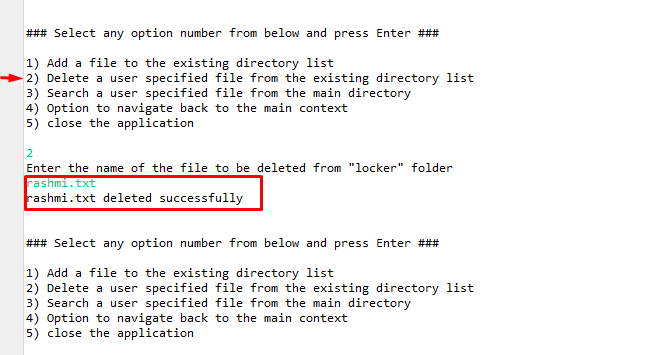 ### Select any option number from below and press Enter ###
1) Add a file to the existing directory list
2) Delete a user specified file from the existing directory list
3) Search a user specified file from the main directory
4) Option to navigate back to the main context
5) close the application
2
Enter the name of the file to be deleted from "locker" folder
rashmi.txt
rashmi.txt deleted successfully
### Select any option number from below and press Enter ###
1) Add a file to the existing directory list
2) Delete a user specified file from the existing directory list
3) Search a user specified file from the main directory
4) Option to navigate back to the main context
5) close the application